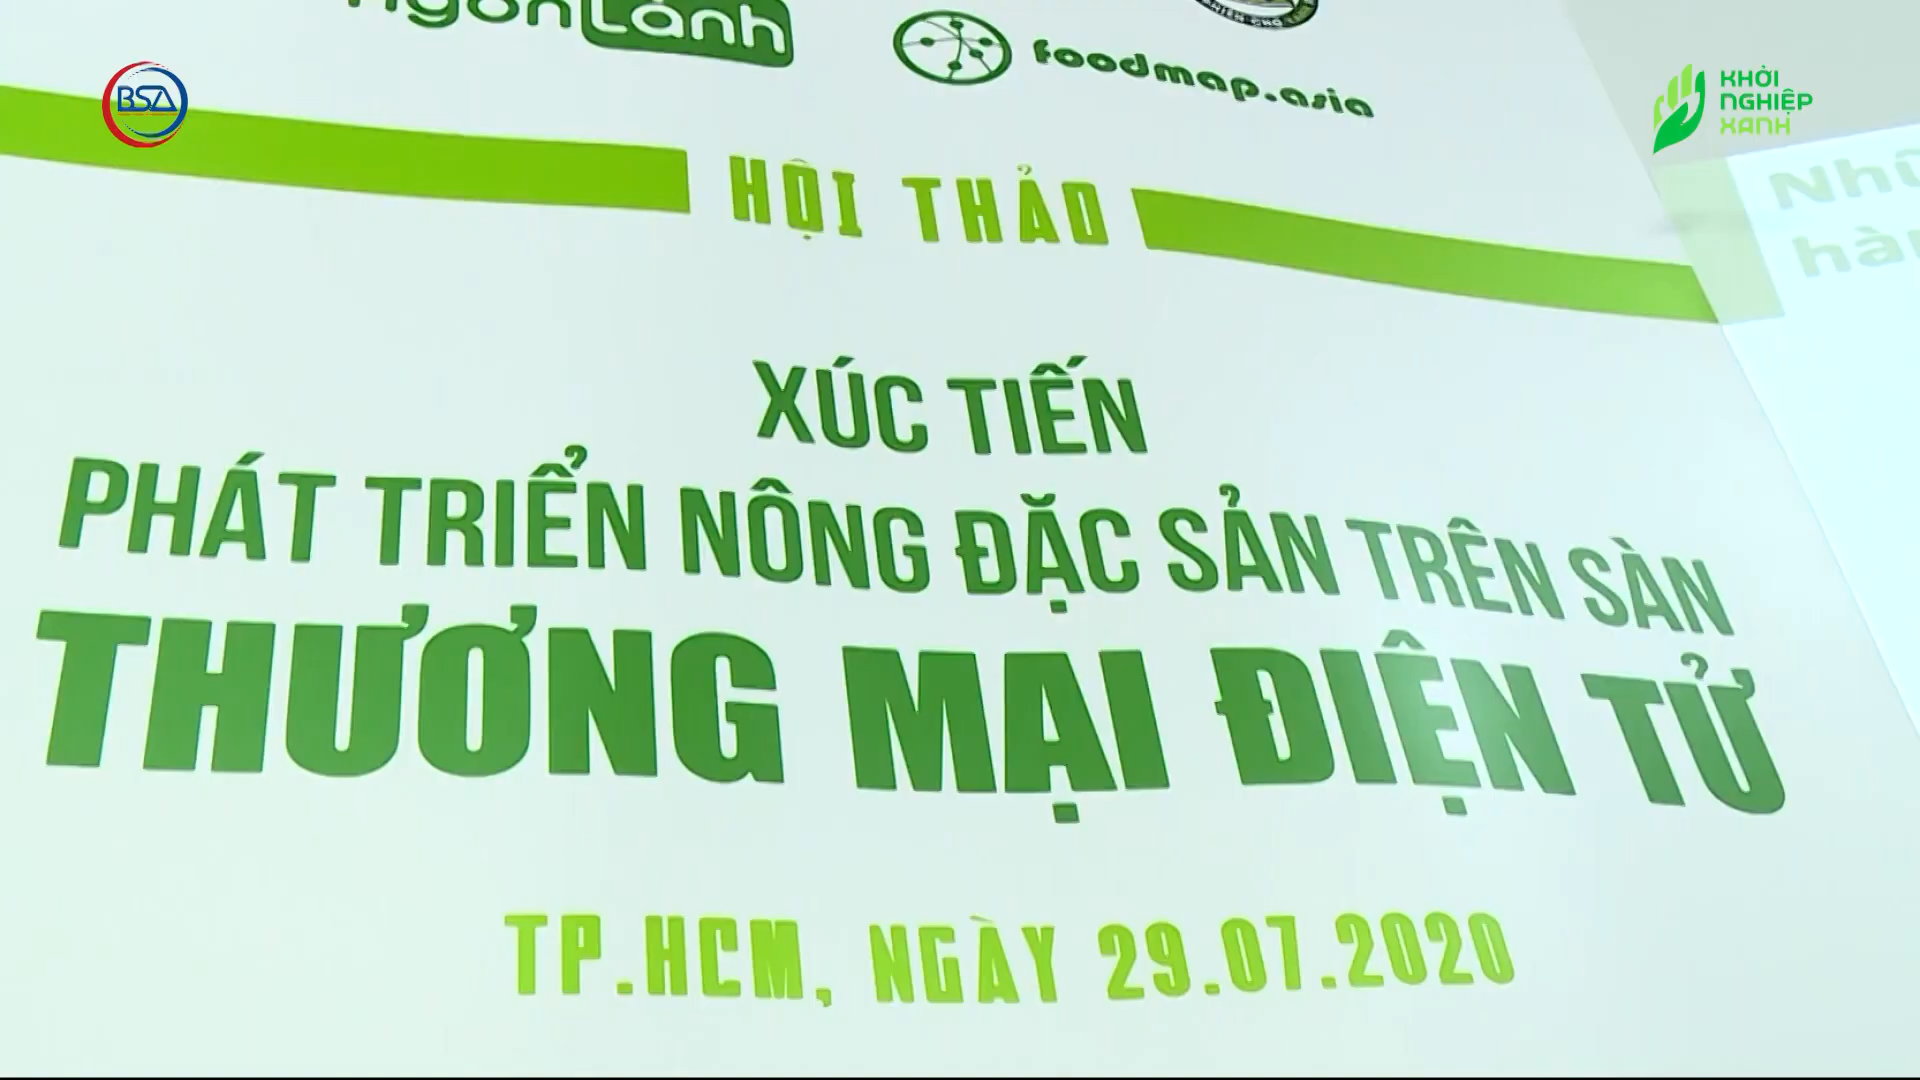 ngonLành
foodmap.asia
BSA
KHỞI
NGHIỆP
XANH
HỘI THẢO
XÚC TIẾN
PHÁT TRIỂN NÔNG ĐẶC SẢN TRÊN SÀN
THƯƠNG MẠI ĐIỆN TỬ
TP.HCM, NGÀY 29.07.2020